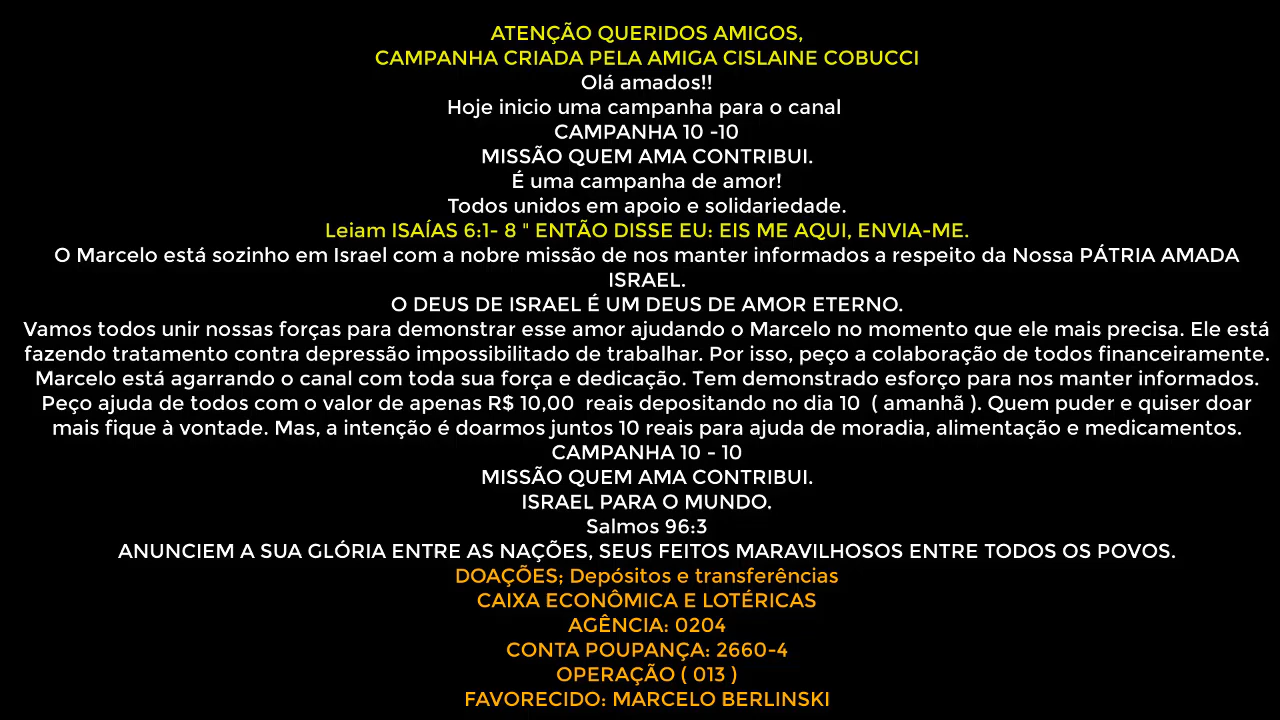 ATENÇÃO QUERIDOS AMIGOS,
CAMPANHA CRIADA PELA AMIGA CISLAINE COBUCCI
Olá amados!!
Hoje inicio uma campanha para o canal
CAMPANHA 10 -10
MISSÃO QUEM AMA CONTRIBUI.
É uma campanha de amor!
Todos unidos em apoio e solidariedade.
Leiam ISAÍAS 6:1- 8 " ENTÃO DISSE EU: EIS ME AQUI, ENVIA-ME.
O Marcelo está sozinho em Israel com a nobre missão de nos manter informados a respeito da Nossa PÁTRIA AMADA
ISRAEL.
O DEUS DE ISRAEL É UM DEUS DE AMOR ETERNO.
Vamos todos unir nossas forças para demonstrar esse amor ajudando o Marcelo no momento que ele mais precisa. Ele está
fazendo tratamento contra depressão impossibilitado de trabalhar. Por isso, peço a colaboração de todos financeiramente.
Marcelo está agarrando o canal com toda sua força e dedicação. Tem demonstrado esforço para nos manter informados.
Peço ajuda de todos com o valor de apenas R$ 10,00  reais depositando no dia 10  ( amanhã ). Quem puder e quiser doar
mais fique à vontade. Mas, a intenção é doarmos juntos 10 reais para ajuda de moradia, alimentação e medicamentos.
CAMPANHA 10 - 10
MISSÃO QUEM AMA CONTRIBUI.
ISRAEL PARA O MUNDO.
Salmos 96:3
ANUNCIEM A SUA GLÓRIA ENTRE AS NAÇÕES, SEUS FEITOS MARAVILHOSOS ENTRE TODOS OS POVOS.
DOAÇÕES; Depósitos e transferências
CAIXA ECONÔMICA E LOTÉRICAS
AGÊNCIA: 0204
CONTA POUPANÇA: 2660-4
OPERAÇÃO ( 013 )
FAVORECIDO: MARCELO BERLINSKI